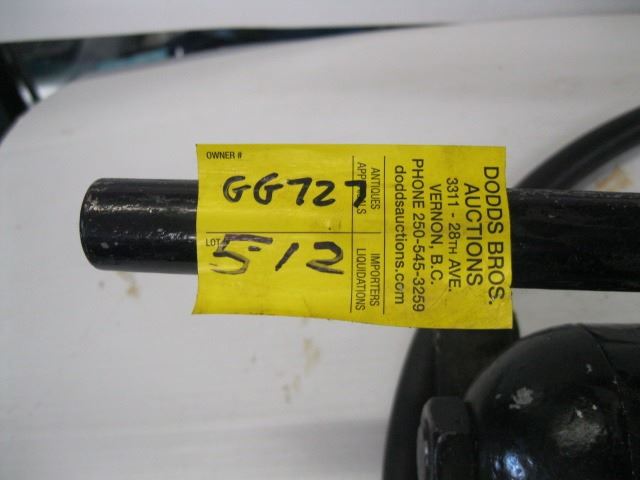 OWNER #
GG727
LOT
512
ANTIQUES
APPRAISALS
IMPORTERS
LIQUIDATIONS
DODDS BROS.
AUCTIONS
3311 - 28TH AVE.
VERNON, B.C.
PHONE 250-545-3259
doddsauctions.com